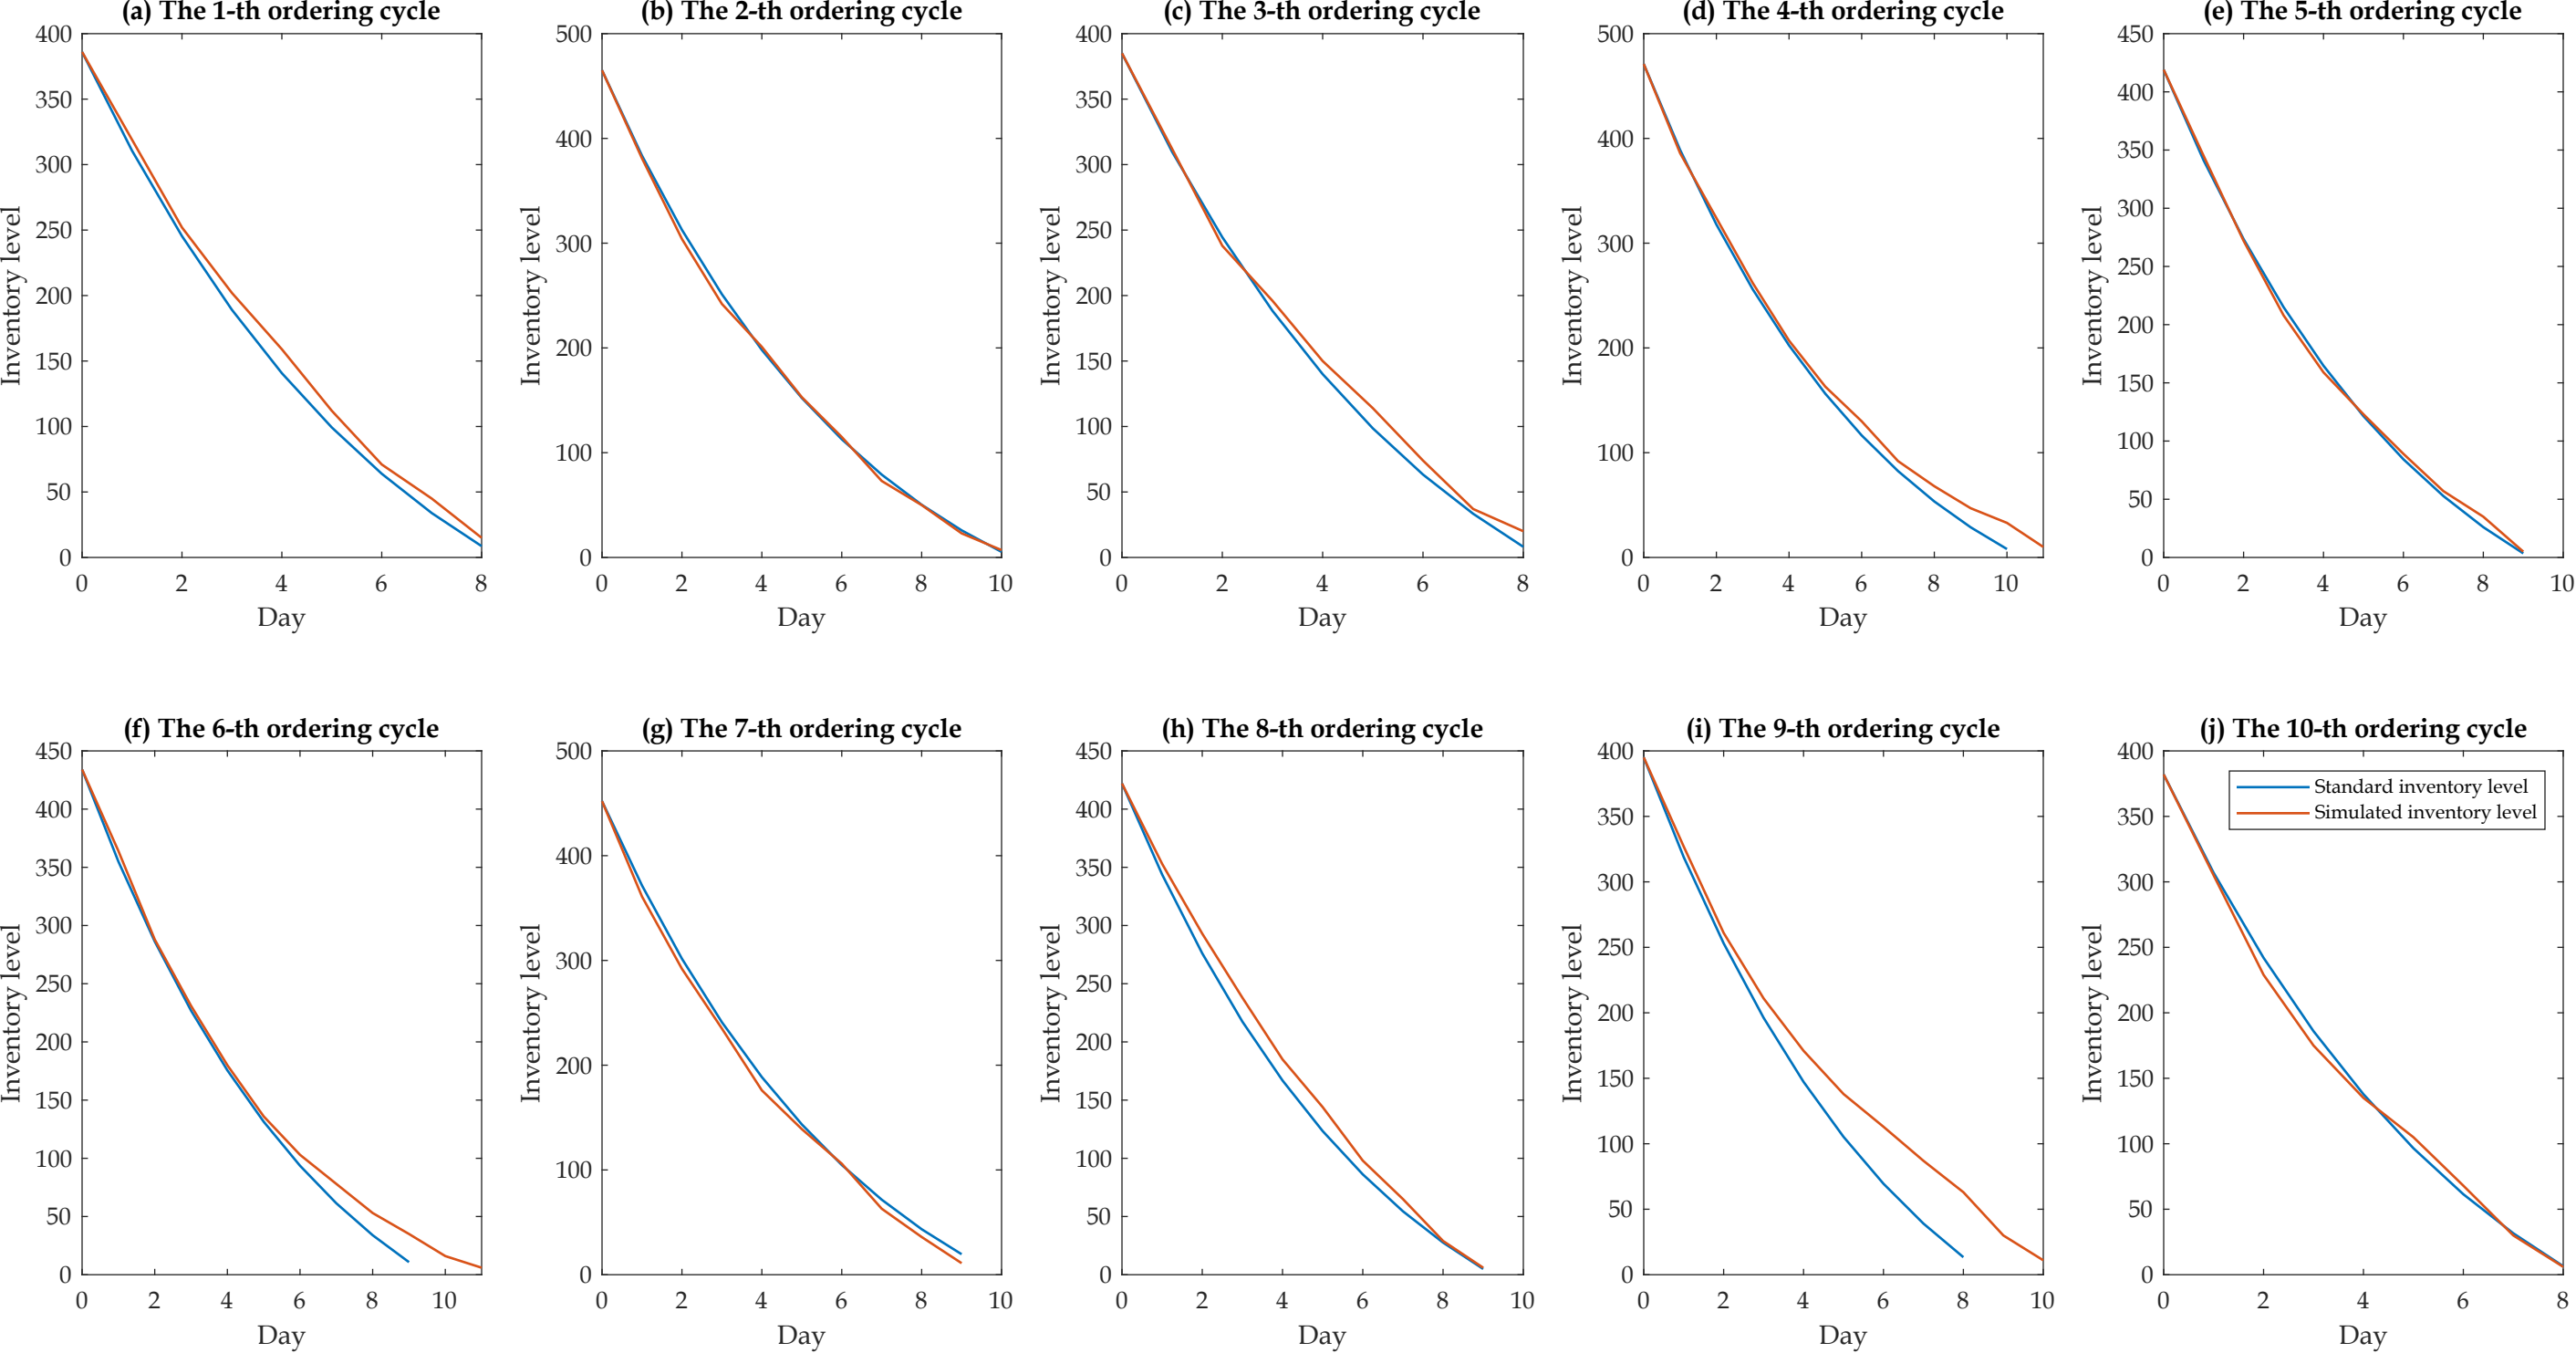 (a) The 1-th ordering cycle
400
350
300
250
200
150
100
50
0
0 2 4 6 8
Inventory level
Day
(b) The 2-th ordering cycle
500
400
300
200
100
0
0 2 4 6 8 10
Inventory level
Day
(c) The 3-th ordering cycle
400
350
300
250
200
150
100
50
0
0 2 4 6 8
Inventory level
Day
(d) The 4-th ordering cycle
500
400
300
200
100
0
0 2 4 6 8 10
Inventory level
Day
(e) The 5-th ordering cycle
450
400
350
300
250
200
150
100
50
0
0 2 4 6 8 10
Inventory level
Day
(f) The 6-th ordering cycle
450
400
350
300
250
200
150
100
50
0
0 2 4 6 8 10
Inventory level
Day
(g) The 7-th ordering cycle
500
400
300
200
100
0
0 2 4 6 8 10
Inventory level
Day
(h) The 8-th ordering cycle
450
400
350
300
250
200
150
100
50
0
0 2 4 6 8 10
Inventory level
Day
(i) The 9-th ordering cycle
400
350
300
250
200
150
100
50
0
0 2 4 6 8 10
Inventory level
Day
(j) The 10-th ordering cycle
400
350
300
250
200
150
100
50
0
0 2 4 6 8
Inventory level
Day
Standard inventory level
Simulated inventory level